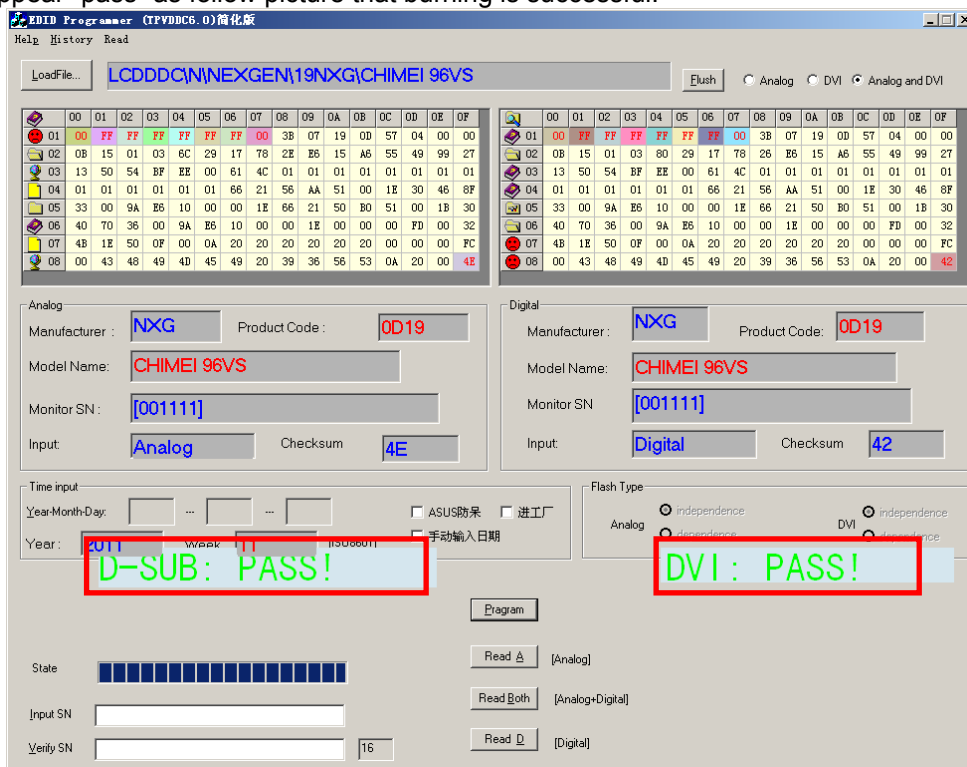 appear "pass" as follow picture that burning is successful.
EDID Programmer (TPVDDC6.0)简化版
Help History Read
LoadFile... LCDDDC\N\NEXGEN\19NXG\CHIMEI 96VS Flush Analog DVI Analog and DVI
00 01 02 03 04 05 06 07 08 09 0A 0B 0C 0D 0E 0F
01 00 FF FF FF FF FF FF 00 3B 07 19 0D 57 04 00 00
02 0B 15 01 03 6C 29 17 78 2E E6 15 A6 55 49 99 27
03 13 50 54 BF EE 00 61 4C 01 01 01 01 01 01 01 01
04 01 01 01 01 01 01 66 21 56 AA 51 00 1E 30 46 8F
05 33 00 9A E6 10 00 00 1E 66 21 50 B0 51 00 1B 30
06 40 70 36 00 9A E6 10 00 00 1E 00 00 00 FD 00 32
07 4B 1E 50 0F 00 0A 20 20 20 20 20 20 00 00 00 FC
08 00 43 48 49 4D 45 49 20 39 36 56 53 0A 20 00 4E
00 01 02 03 04 05 06 07 08 09 0A 0B 0C 0D 0E 0F
01 00 FF FF FF FF FF FF 00 3B 07 19 0D 57 04 00 00
02 0B 15 01 03 80 29 17 78 26 E6 15 A6 55 49 99 27
03 13 50 54 BF EE 00 61 4C 01 01 01 01 01 01 01 01
04 01 01 01 01 01 01 66 21 56 AA 51 00 1E 30 46 8F
05 33 00 9A E6 10 00 00 1E 66 21 50 B0 51 00 1B 30
06 40 70 36 00 9A E6 10 00 00 1E 00 00 00 FD 00 32
07 4B 1E 50 0F 00 0A 20 20 20 20 20 20 00 00 00 FC
08 00 43 48 49 4D 45 49 20 39 36 56 53 0A 20 00 42
Analog
Manufacturer : NXG Product Code : 0D19
Model Name: CHIMEI 96VS
Monitor SN : [001111]
Input: Analog Checksum 4E
Digital
Manufacturer : NXG Product Code: 0D19
Model Name: CHIMEI 96VS
Monitor SN [001111]
Input: Digital Checksum 42
Time input
Year-Month-Day: ... ... ASUS防呆 进工厂
Year : 2011 Week 11 [ISO8601] 手动输入日期
Flash Type
Analog independence dependence
DVI independence dependence
D-SUB: PASS!
DVI: PASS!
Pragram
State
Read A [Analog]
Read Both [Analog+Digital]
Input SN
Read D [Digital]
Verify SN 16